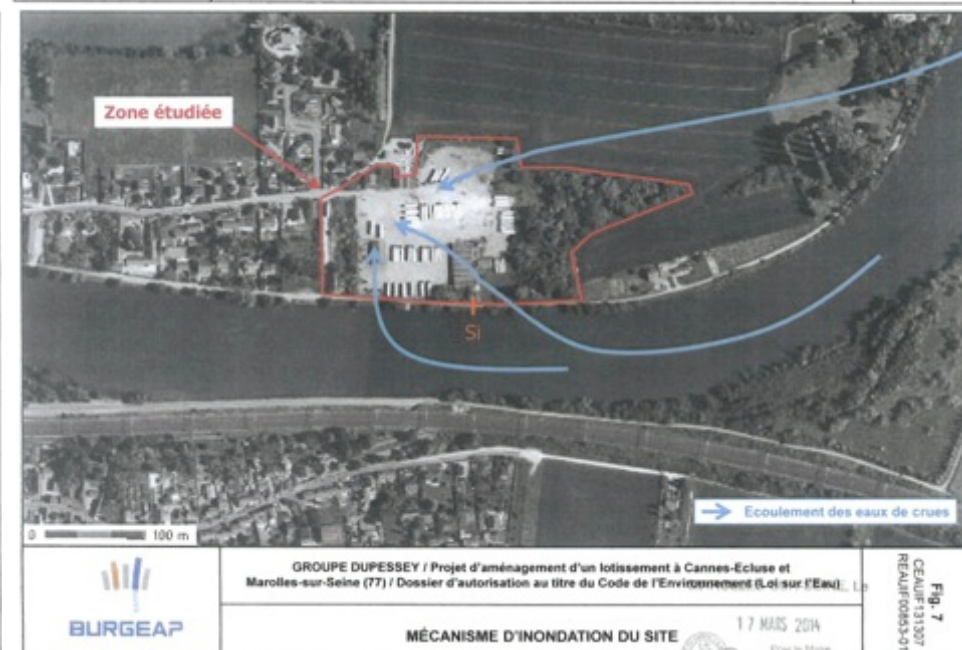 Zone étudiée
Si
Ecoulement des eaux de crues
0 100 m
BURGEAP
GROUPE DUPESSEY / Projet d'aménagement d'un lotissement à Cannes-Ecluse et
Marolles-sur-Seine (77) / Dossier d'autorisation au titre du Code de l'Environnement (Loi sur l'Eau)
MÉCANISME D'INONDATION DU SITE
17 MARS 2014
Fig. 7
CEAUIF131307
REAUIF00853-01